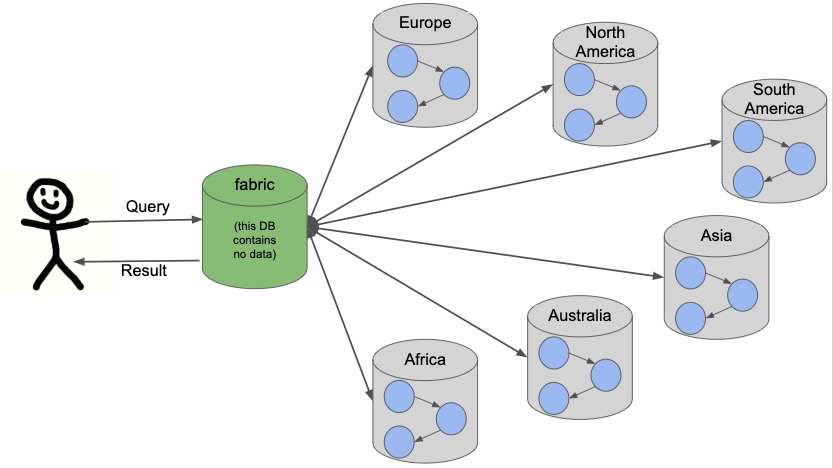 Europe
North
America
South
America
fabric
(this DB
contains
no data)
Query
Result
Asia
Australia
Africa